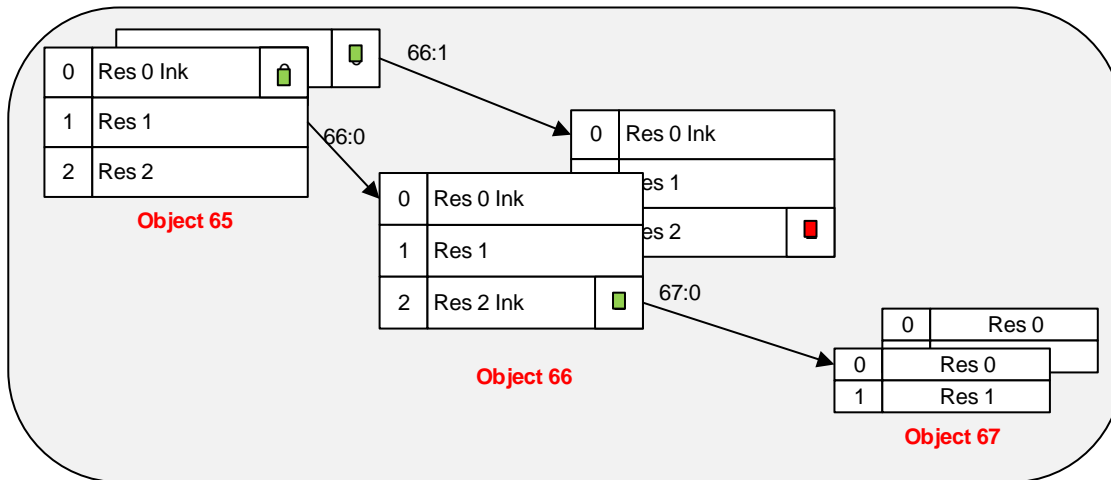 66:1
0 Res 0 Ink
1 Res 1
2 Res 2
Object 65
66:0
0 Res 0 Ink
es 1
es 2
0 Res 0 Ink
1 Res 1
2 Res 2 Ink
Object 66
67:0
0 Res 0
0 Res 0
1 Res 1
Object 67